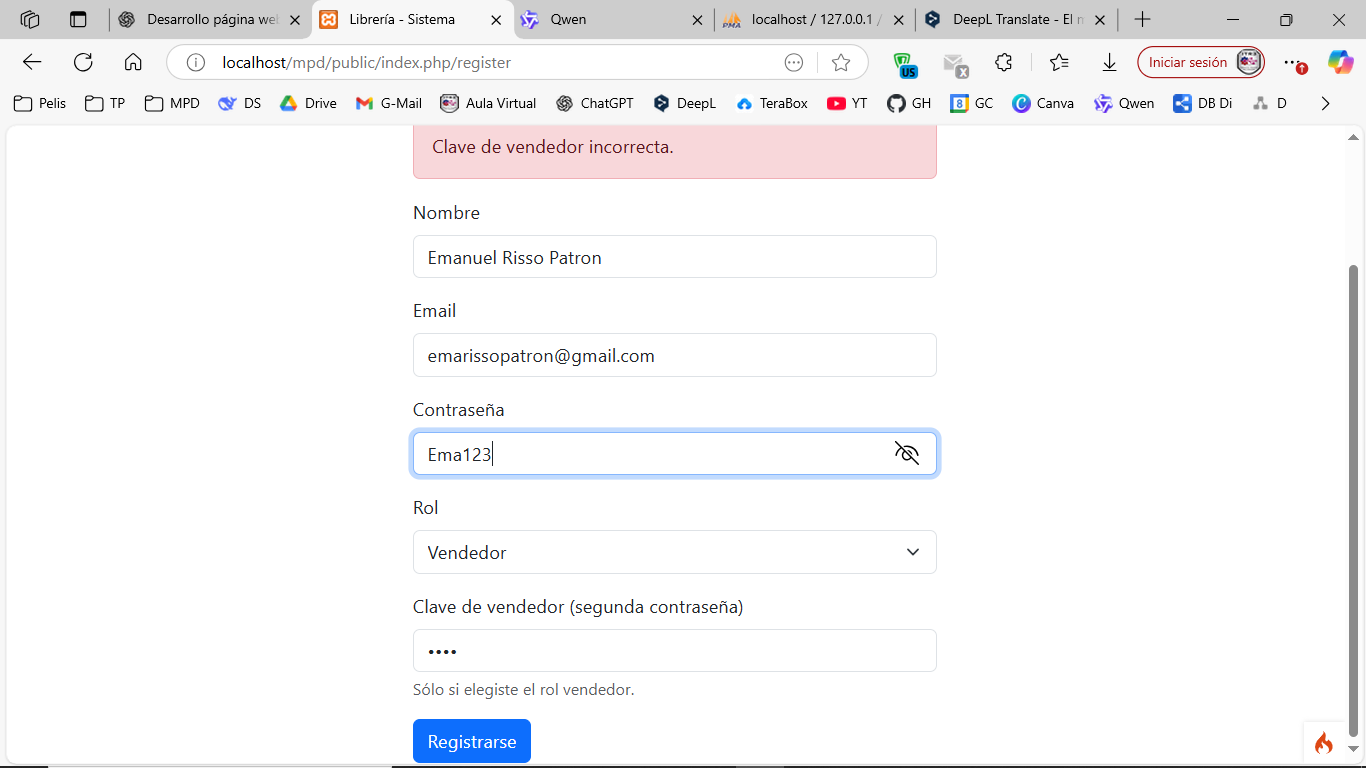 Desarrollo página we
Librería - Sistema
Qwen
PMA
localhost / 127.0.0.1 /
DeepL Translate - El m
localhost/mpd/public/index.php/register
US
x
Iniciar sesión
Pelis
TP
MPD
DS
Drive
G-Mail
Aula Virtual
ChatGPT
DeepL
TeraBox
YT
GH
8
GC
C
Canva
Qwen
DB Di
D
Clave de vendedor incorrecta.
Nombre
Emanuel Risso Patron
Email
emarissopatron@gmail.com
Contraseña
Ema123
Rol
Vendedor
Clave de vendedor (segunda contraseña)
••••
Sólo si elegiste el rol vendedor.
Registrarse